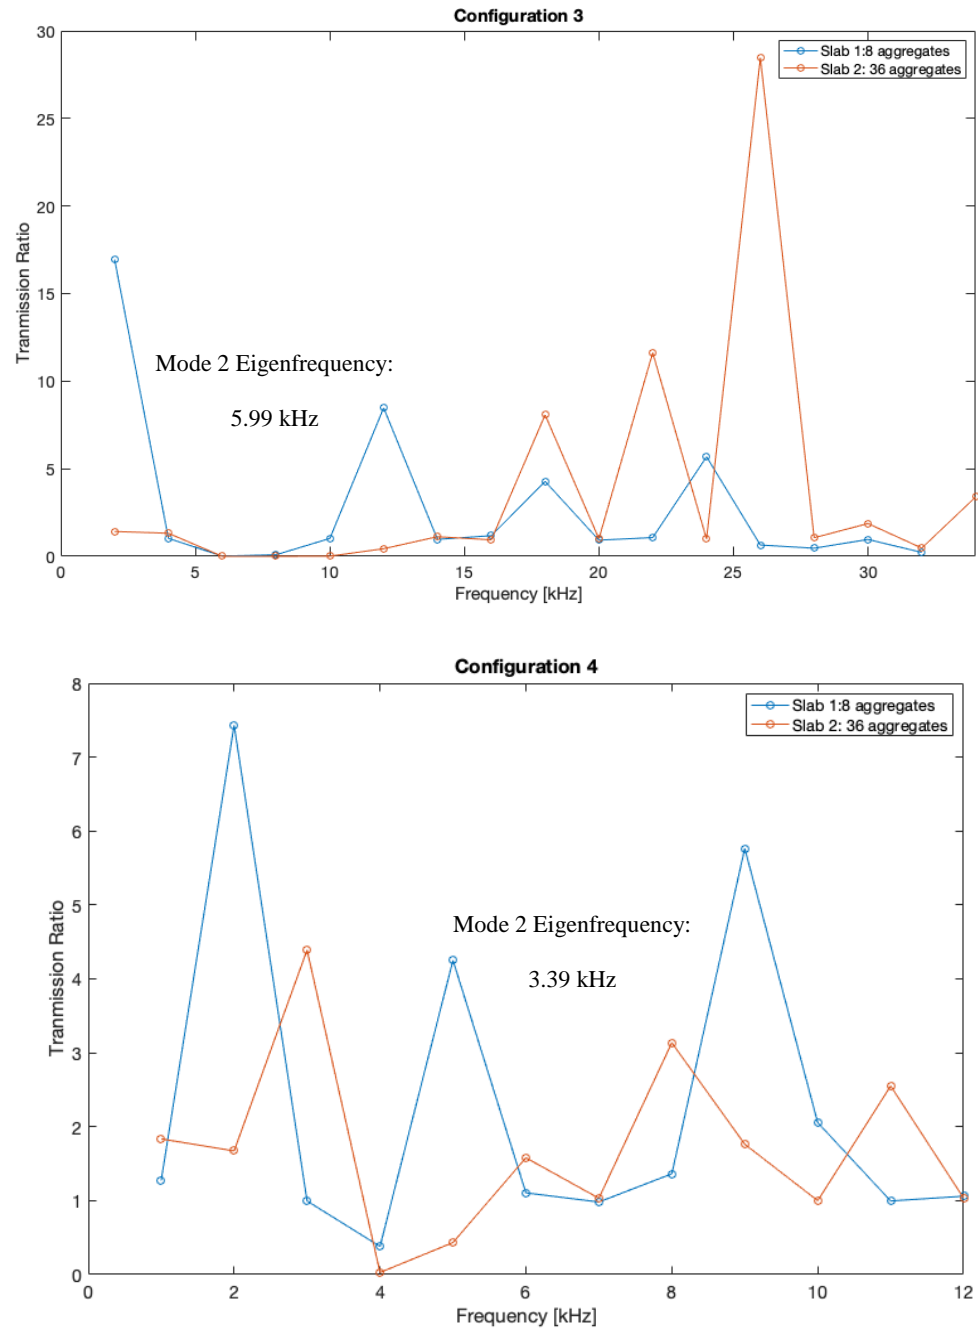 Configuration 3
30
25
20
15
10
5
0
Tranmission Ratio
Slab 1:8 aggregates
Slab 2: 36 aggregates
Mode 2 Eigenfrequency:
5.99 kHz
0 5 10 15 20 25 30
Frequency [kHz]
Configuration 4
8
7
6
5
4
3
2
1
0
Tranmission Ratio
Slab 1:8 aggregates
Slab 2: 36 aggregates
Mode 2 Eigenfrequency:
3.39 kHz
0 2 4 6 8 10 12
Frequency [kHz]